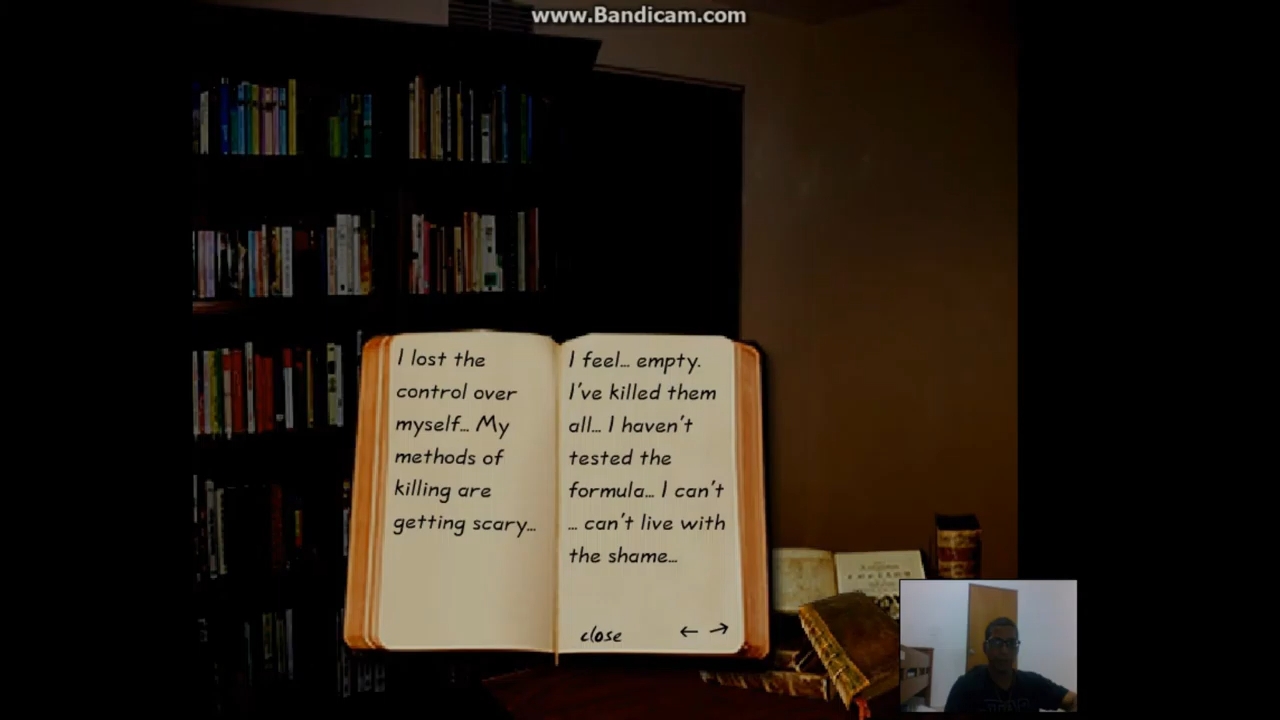 www.Bandicam.com
I lost the
control over
myself... My
methods of
killing are
getting scary...
I feel... empty.
I've killed them
all... I haven't
tested the
formula... I can't
... can't live with
the shame...
close ← →